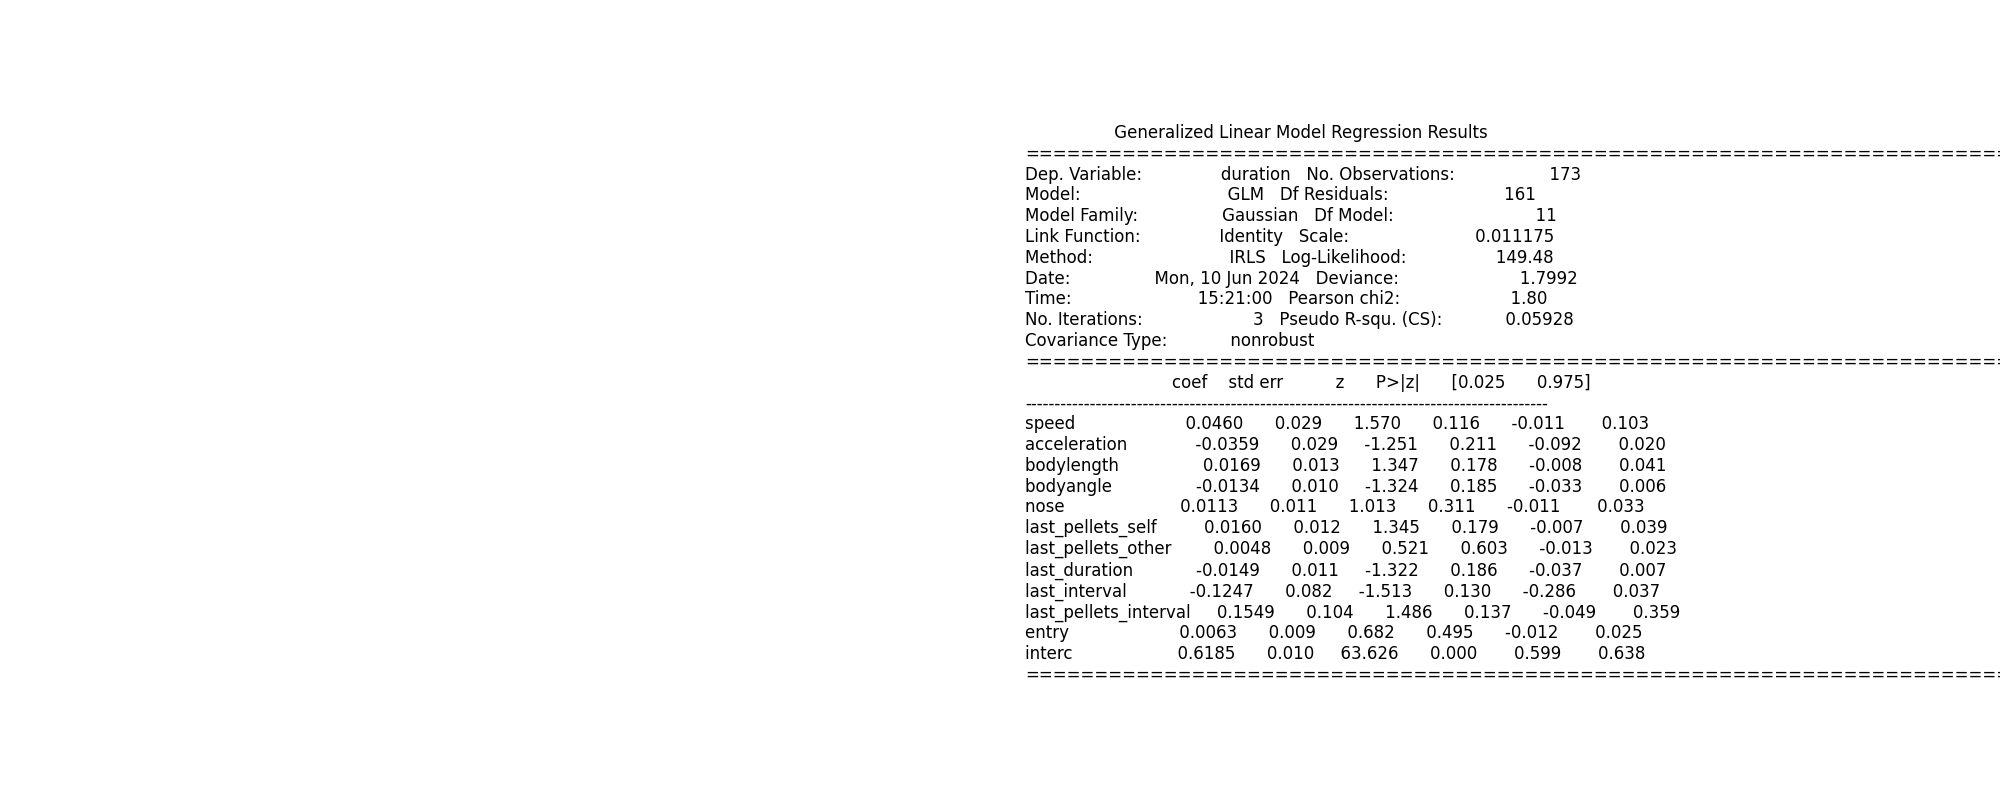 Generalized Linear Model Regression Results
==============================================================================
Dep. Variable: duration No. Observations: 173
Model: GLM Df Residuals: 161
Model Family: Gaussian Df Model: 11
Link Function: Identity Scale: 0.011175
Method: IRLS Log-Likelihood: 149.48
Date: Mon, 10 Jun 2024 Deviance: 1.7992
Time: 15:21:00 Pearson chi2: 1.80
No. Iterations: 3 Pseudo R-squ. (CS): 0.05928
Covariance Type: nonrobust
==============================================================================
coef std err z P>|z| [0.025 0.975]
------------------------------------------------------------------------------------------
speed 0.0460 0.029 1.570 0.116 -0.011 0.103
acceleration -0.0359 0.029 -1.251 0.211 -0.092 0.020
bodylength 0.0169 0.013 1.347 0.178 -0.008 0.041
bodyangle -0.0134 0.010 -1.324 0.185 -0.033 0.006
nose 0.0113 0.011 1.013 0.311 -0.011 0.033
last_pellets_self 0.0160 0.012 1.345 0.179 -0.007 0.039
last_pellets_other 0.0048 0.009 0.521 0.603 -0.013 0.023
last_duration -0.0149 0.011 -1.322 0.186 -0.037 0.007
last_interval -0.1247 0.082 -1.513 0.130 -0.286 0.037
last_pellets_interval 0.1549 0.104 1.486 0.137 -0.049 0.359
entry 0.0063 0.009 0.682 0.495 -0.012 0.025
interc 0.6185 0.010 63.626 0.000 0.599 0.638
==============================================================================